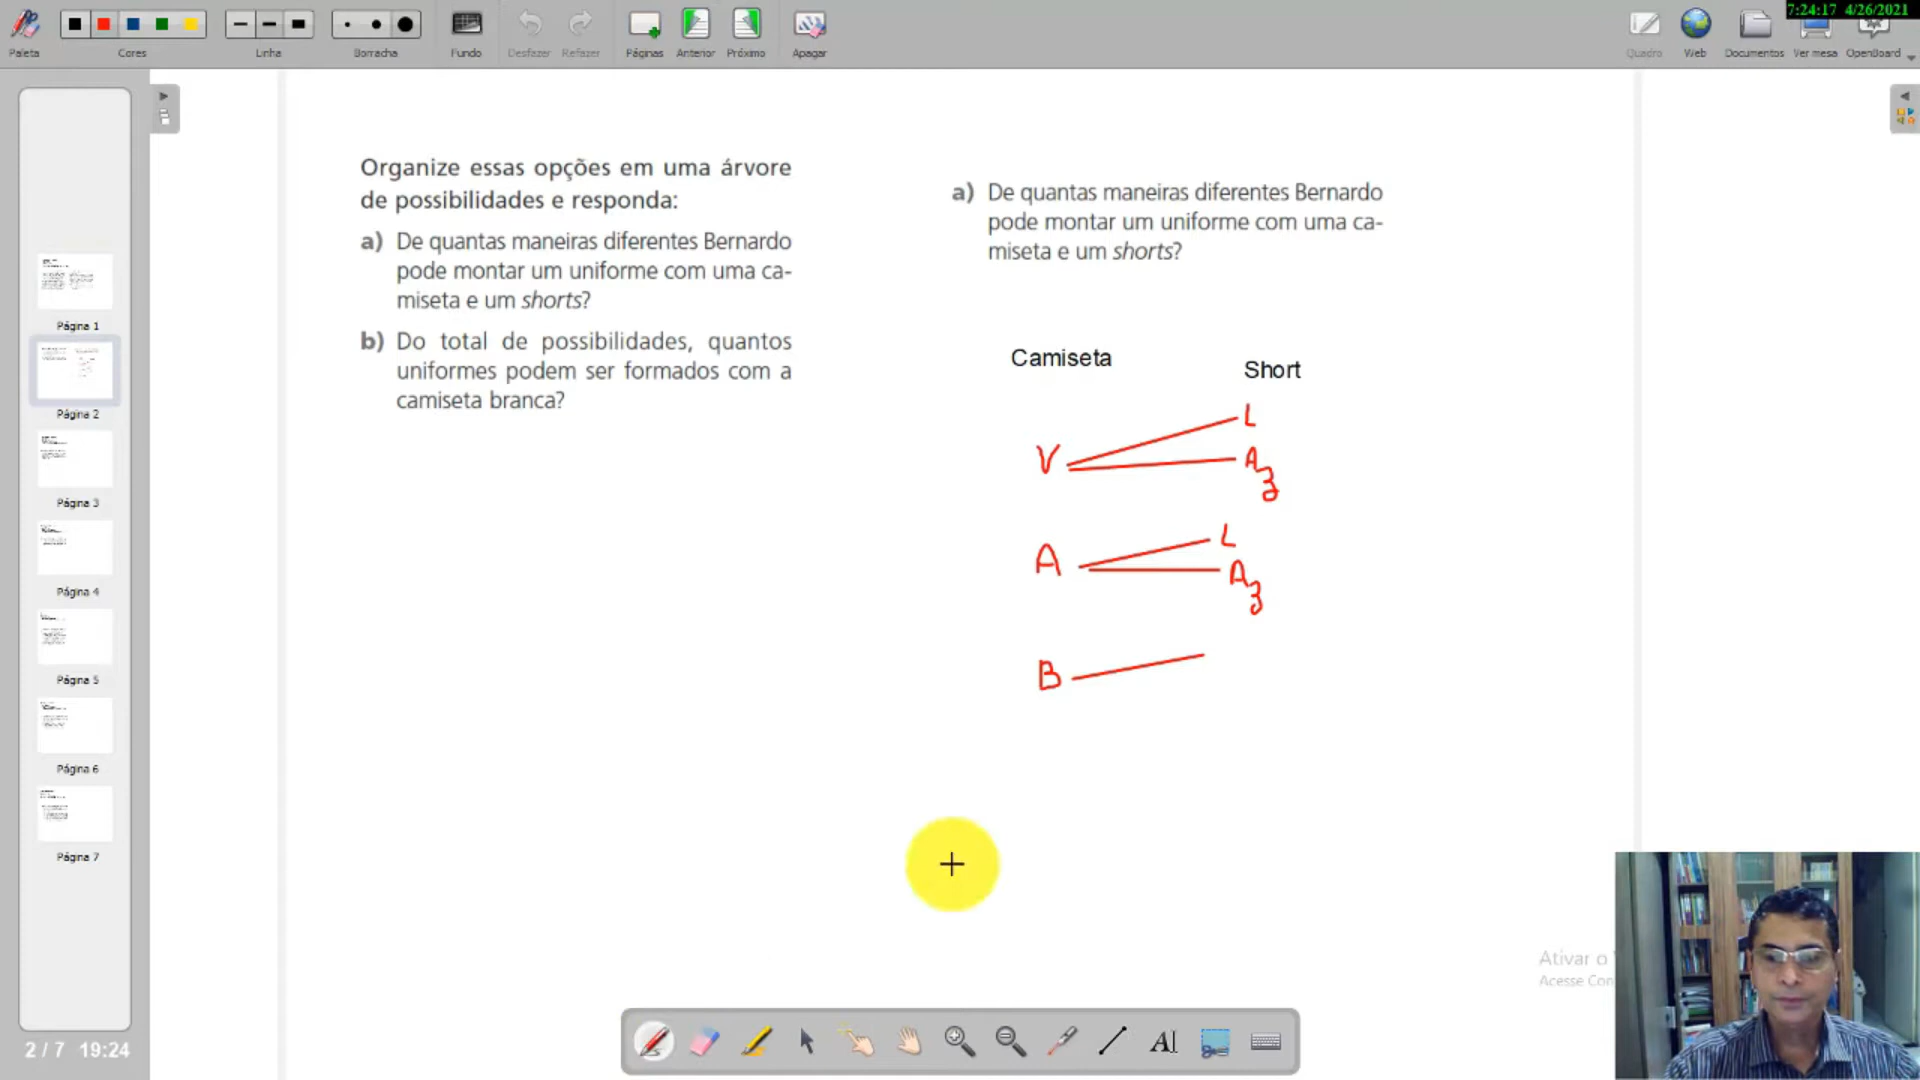 7:24:17 4/26/2021
Paleta
Cores
Linha
Borracha
Fundo
Desfazer
Refazer
Páginas
Anterior
Próximo
Apagar
Quadro
Web
Documentos
Ver mesa
OpenBoard
Página 1
Página 2
Página 3
Página 4
Página 5
Página 6
Página 7
2 / 7 19:24
Organize essas opções em uma árvore
de possibilidades e responda:
a) De quantas maneiras diferentes Bernardo
pode montar um uniforme com uma ca-
miseta e um shorts?
b) Do total de possibilidades, quantos
uniformes podem ser formados com a
camiseta branca?
a) De quantas maneiras diferentes Bernardo
pode montar um uniforme com uma ca-
miseta e um shorts?
Camiseta
Short
L
V
Az
L
A
Az
B
Ativar o
Acesse Con
AI